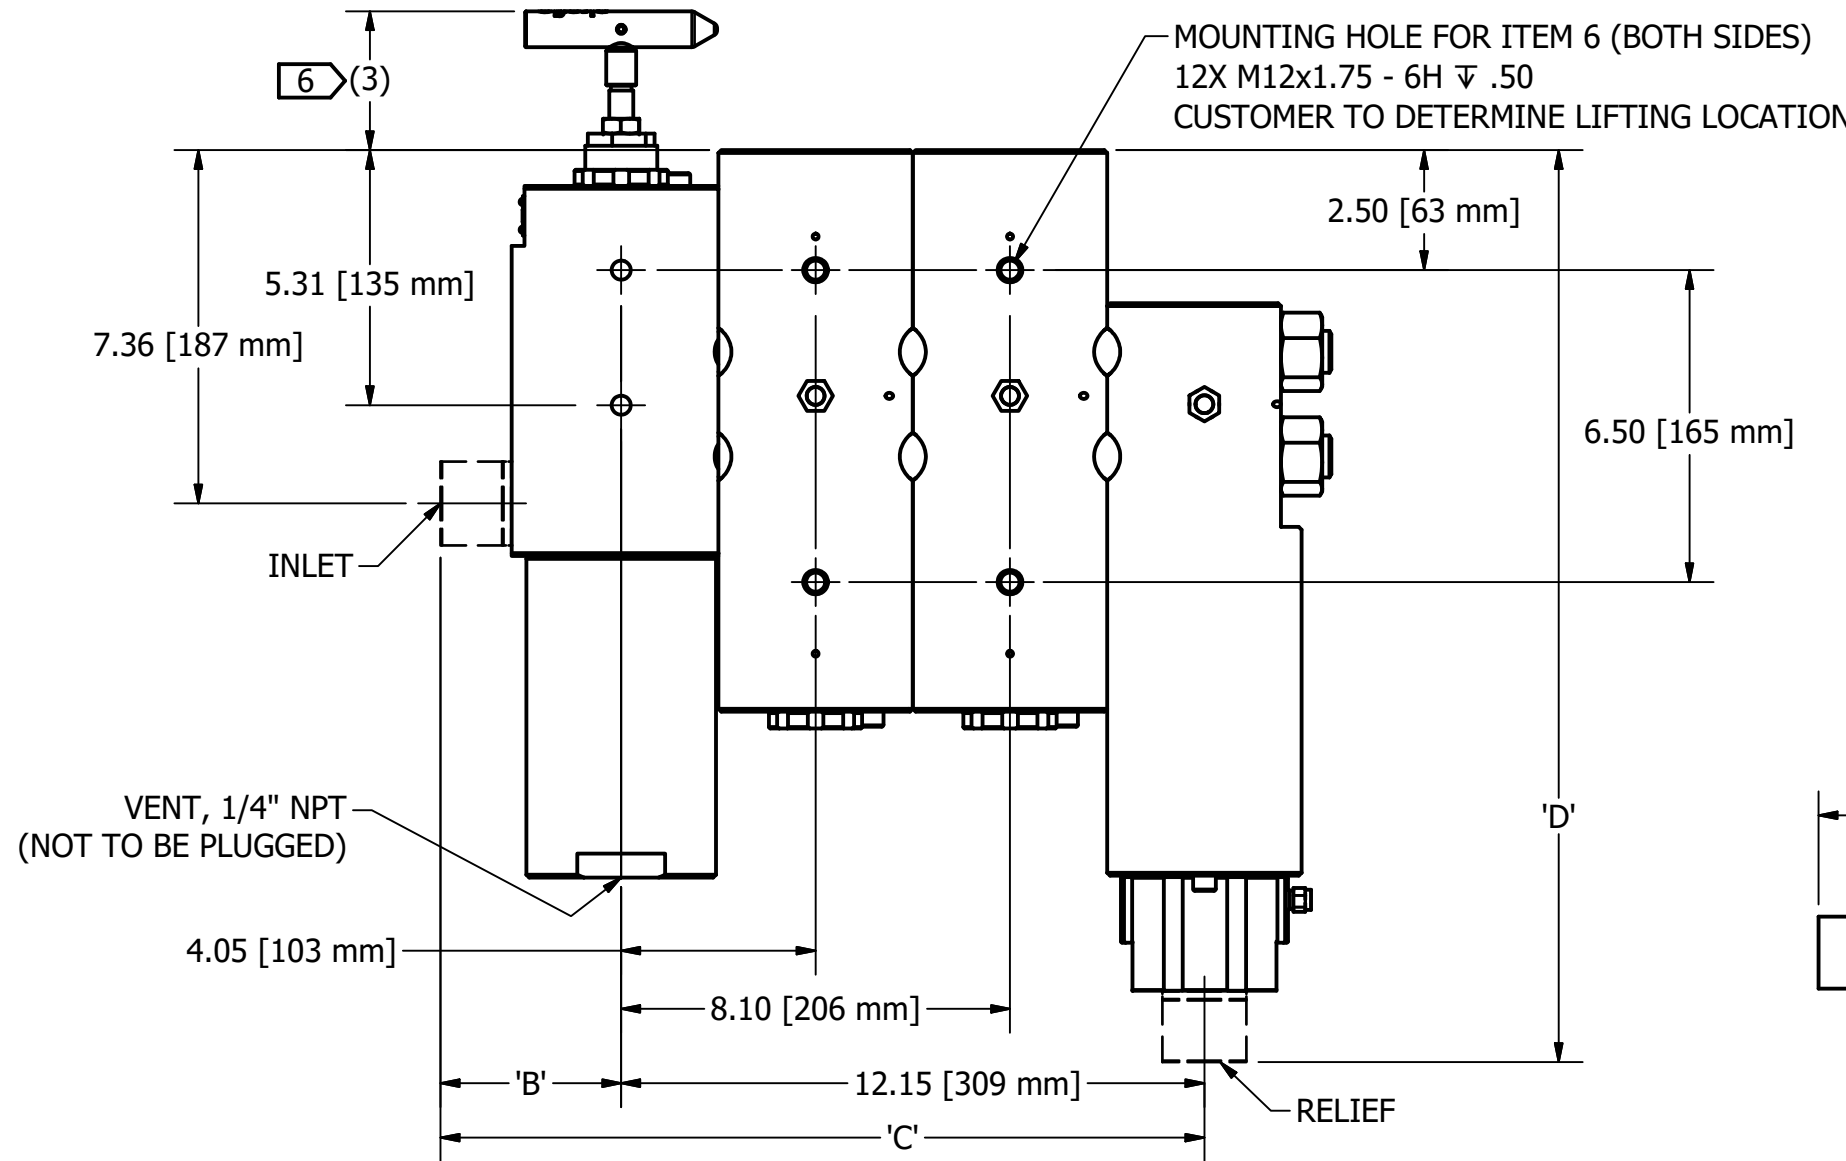 MOUNTING HOLE FOR ITEM 6 (BOTH SIDES)
12X M12x1.75 - 6H ↧ .50
CUSTOMER TO DETERMINE LIFTING LOCATION
6 (3)
2.50 [63 mm]
5.31 [135 mm]
7.36 [187 mm]
6.50 [165 mm]
INLET
VENT, 1/4" NPT
(NOT TO BE PLUGGED)
'D'
4.05 [103 mm]
8.10 [206 mm]
'B'
12.15 [309 mm]
RELIEF
'C'